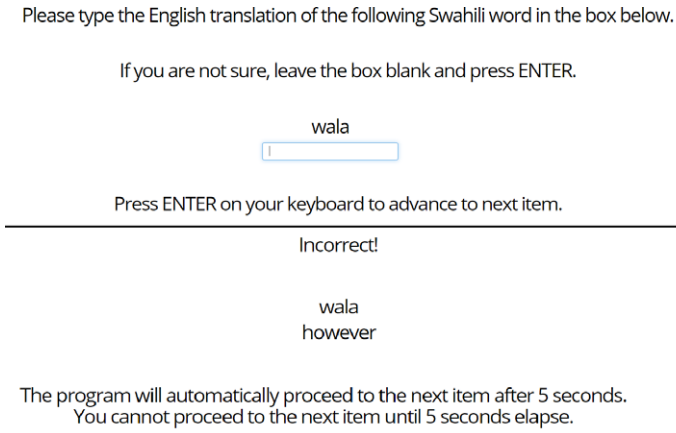 Please type the English translation of the following Swahili word in the box below.
If you are not sure, leave the box blank and press ENTER.
wala
Press ENTER on your keyboard to advance to next item.
Incorrect!
wala
however
The program will automatically proceed to the next item after 5 seconds.
You cannot proceed to the next item until 5 seconds elapse.